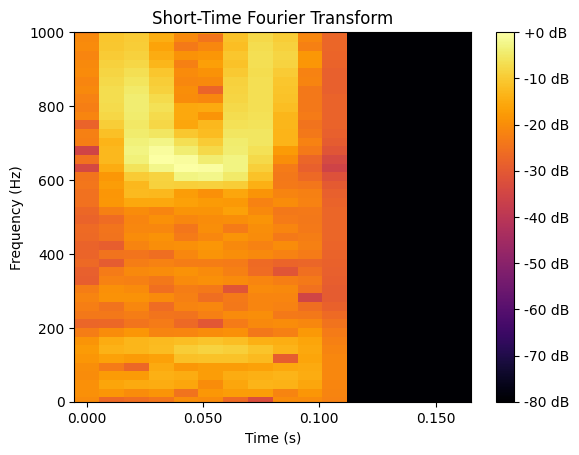 Short-Time Fourier Transform
1000
800
600
400
200
0
Frequency (Hz)
0.000
0.050
0.100
0.150
Time (s)
+0 dB
-10 dB
-20 dB
-30 dB
-40 dB
-50 dB
-60 dB
-70 dB
-80 dB